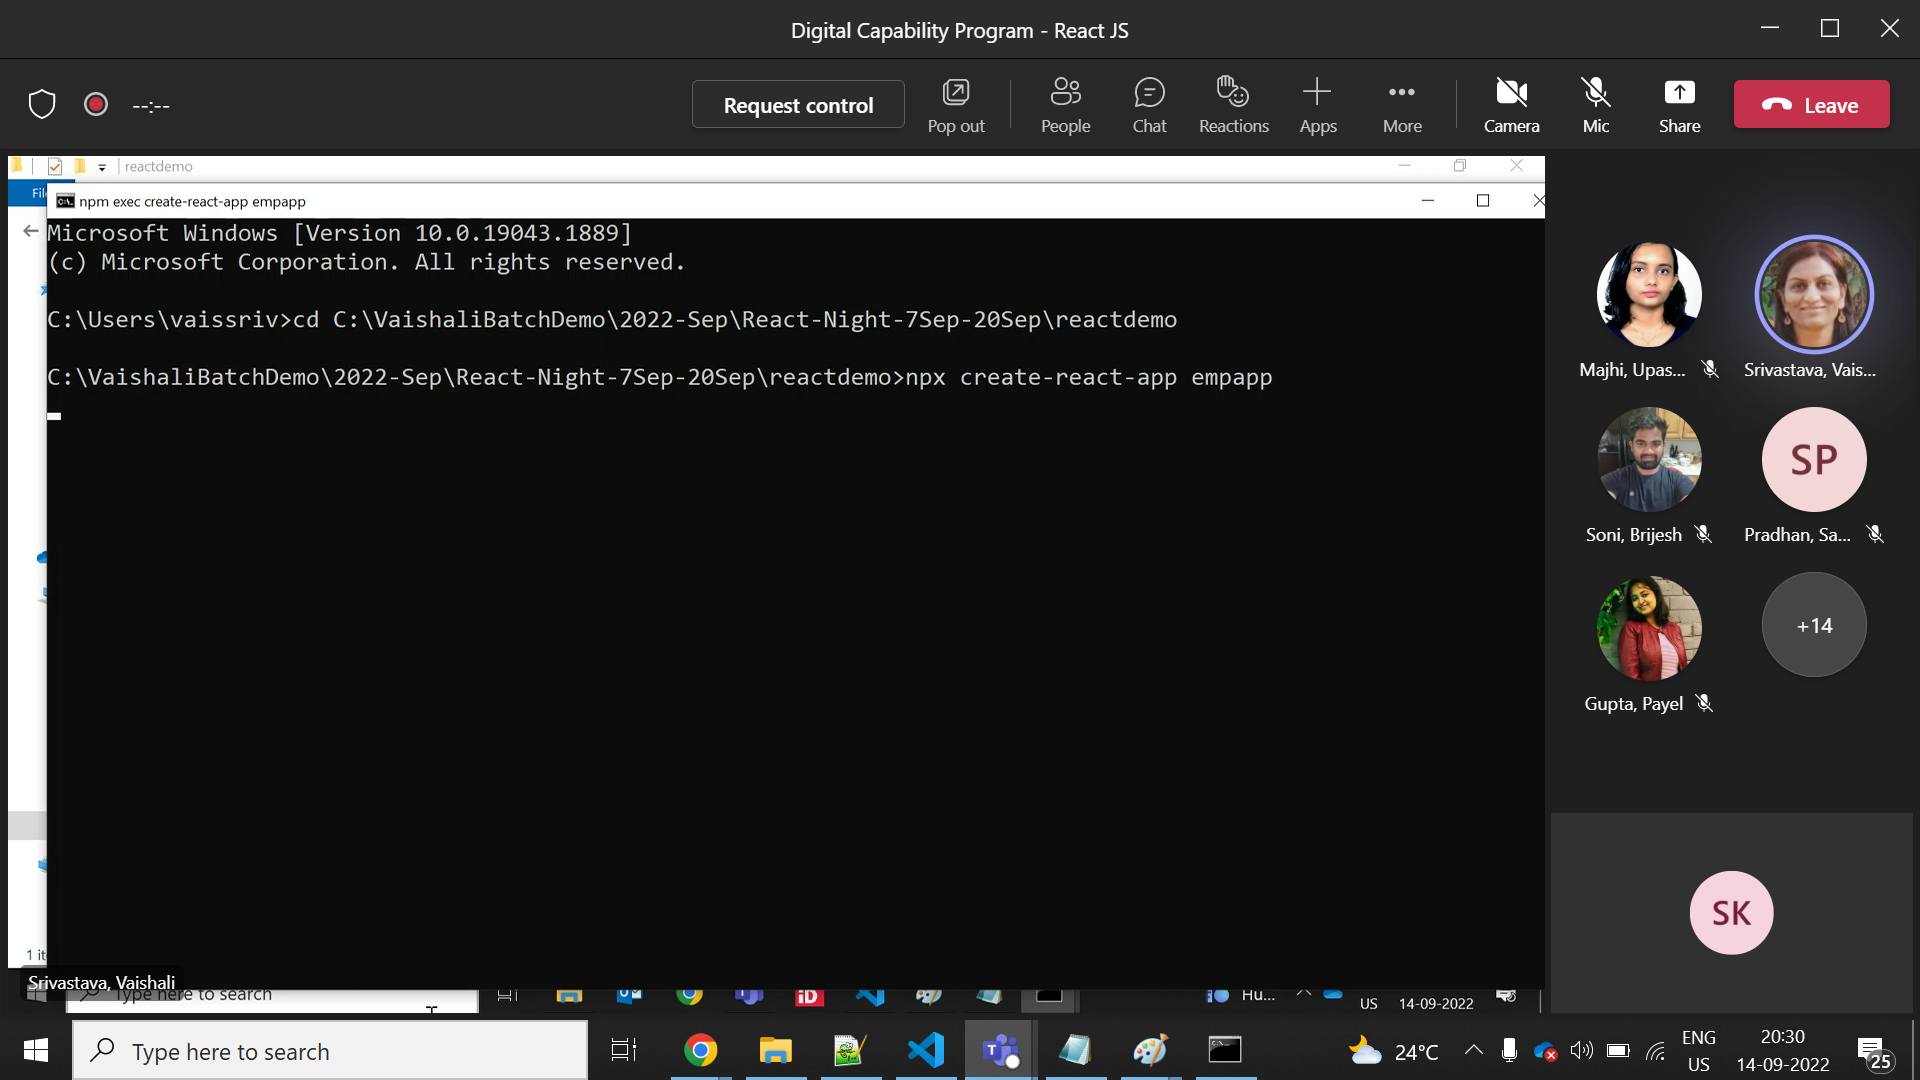 Digital Capability Program - React JS
--:--
Request control
Pop out
People
Chat
Reactions
Apps
More
Camera
Mic
Share
Leave
reactdemo
npm exec create-react-app empapp
Microsoft Windows [Version 10.0.19043.1889]
(c) Microsoft Corporation. All rights reserved.
C:\Users\vaissriv>cd C:\VaishaliBatchDemo\2022-Sep\React-Night-7Sep-20Sep\reactdemo
C:\VaishaliBatchDemo\2022-Sep\React-Night-7Sep-20Sep\reactdemo>npx create-react-app empapp
Majhi, Upas...
Srivastava, Vais...
SP
Soni, Brijesh
Pradhan, Sa...
+14
Gupta, Payel
SK
Srivastava, Vaishali
Type here to search
iD
Hu...
US
14-09-2022
Type here to search
24°C
ENG
US
20:30
14-09-2022
25